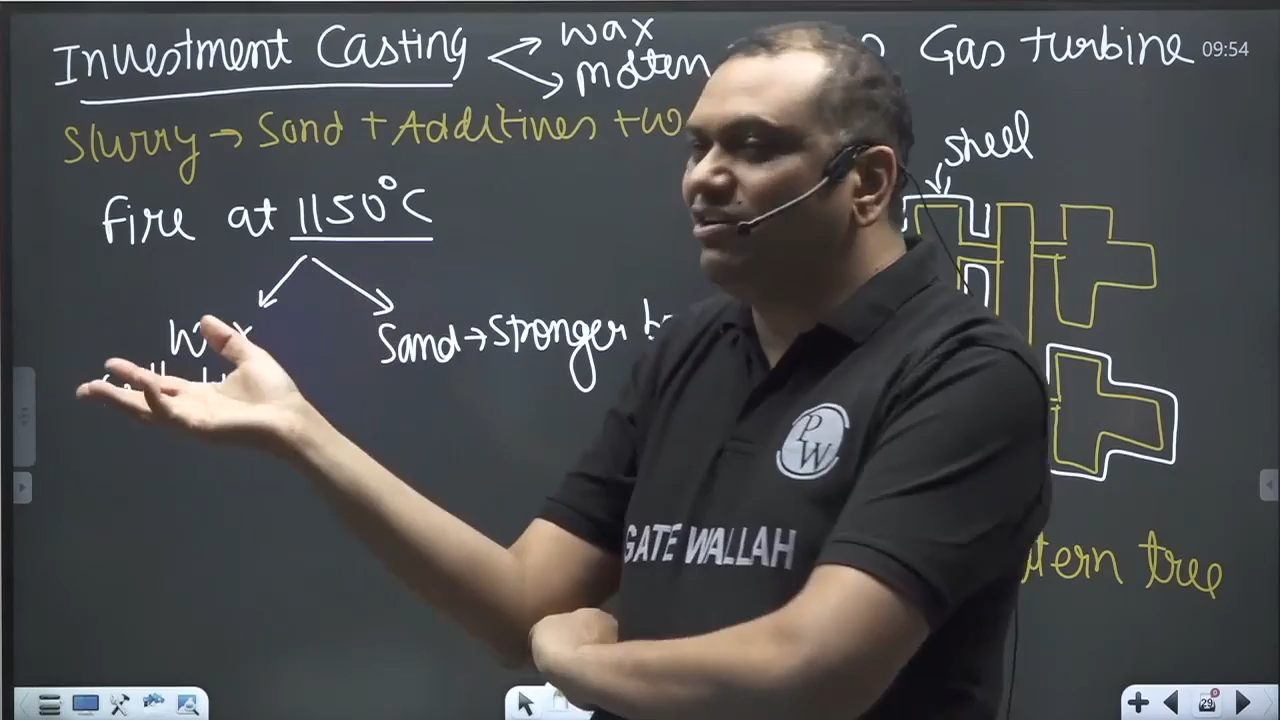 Investment Casting
wax
Molten
Gas turbine
09:54
Slurry → Sand + Additives + W
shell
fire at 1150°C
Sand → Stronger
PW
GATE WALLAH
tern tree
29